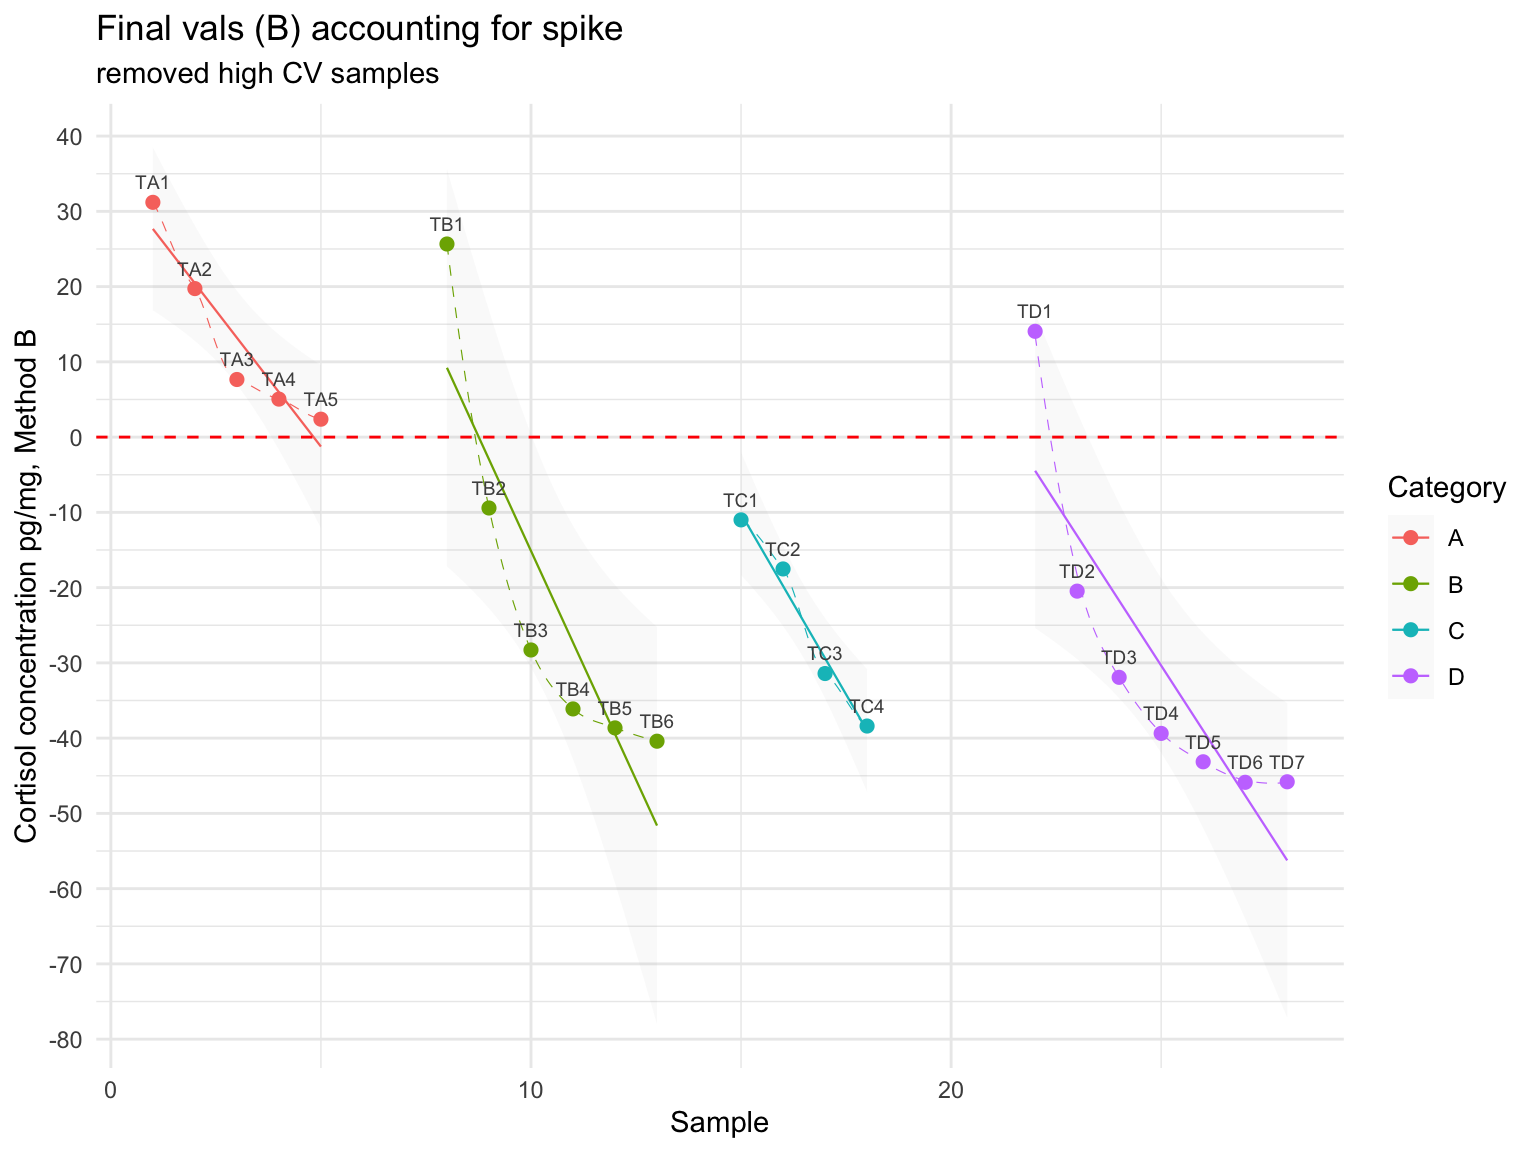 Final vals (B) accounting for spike
removed high CV samples
Cortisol concentration pg/mg, Method B
40
30
20
10
0
-10
-20
-30
-40
-50
-60
-70
-80
TA1
TA2
TA3
TA4
TA5
TB1
TB2
TB3
TB4
TB5
TB6
TC1
TC2
TC3
TC4
TD1
TD2
TD3
TD4
TD5
TD6 TD7
0 10 20
Sample
Category
A
B
C
D